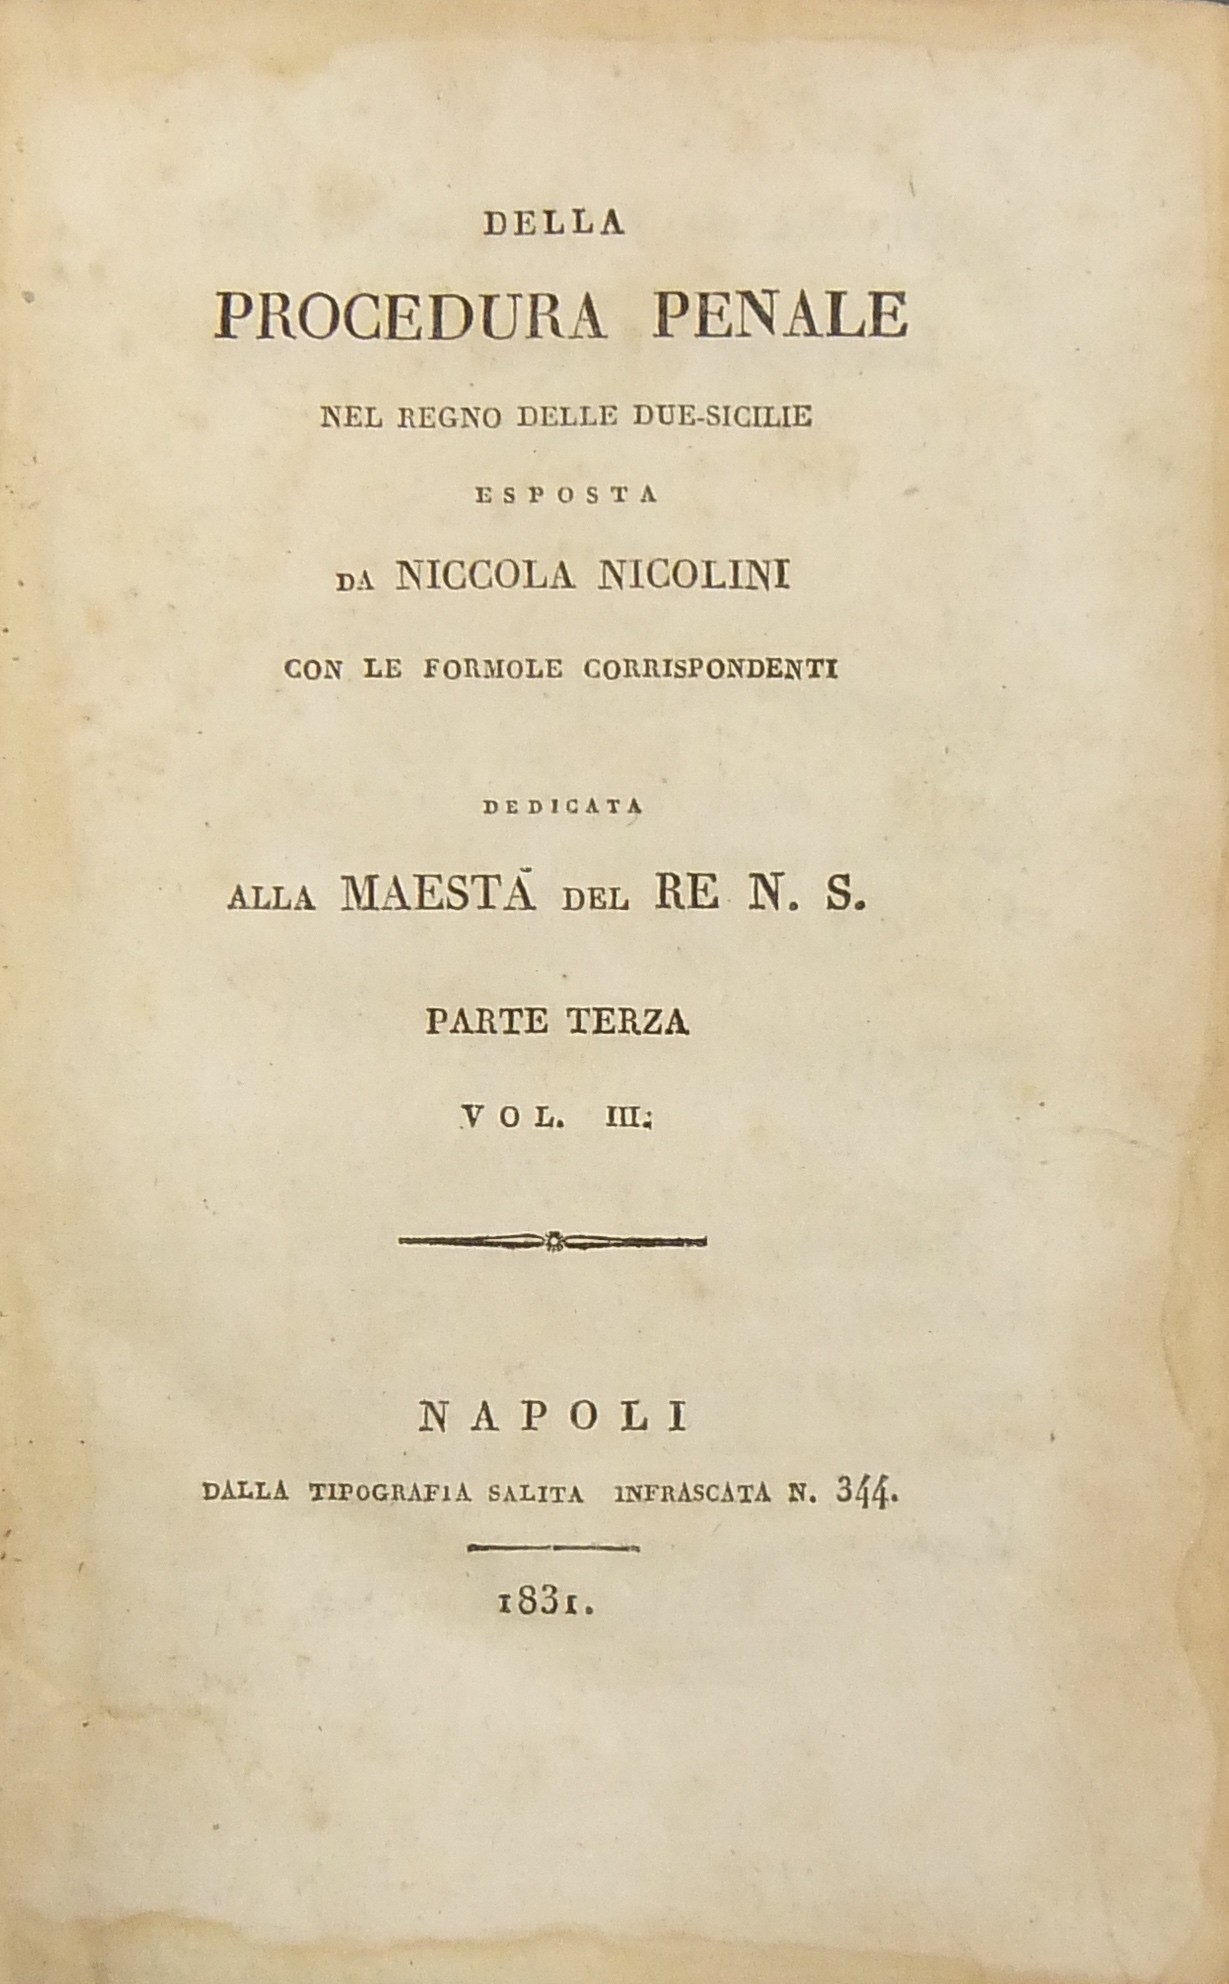 DELLA
PROCEDURA PENALE
NEL REGNO DELLE DUE-SICILIE
ESPOSTA
DA NICCOLA NICOLINI
CON LE FORMOLE CORRISPONDENTI
DEDICATA
ALLA MAESTÀ DEL RE N. S.
PARTE TERZA
VOL. III.
NAPOLI
DALLA TIPOGRAFIA SALITA INFRASCATA N. 344.
1831.